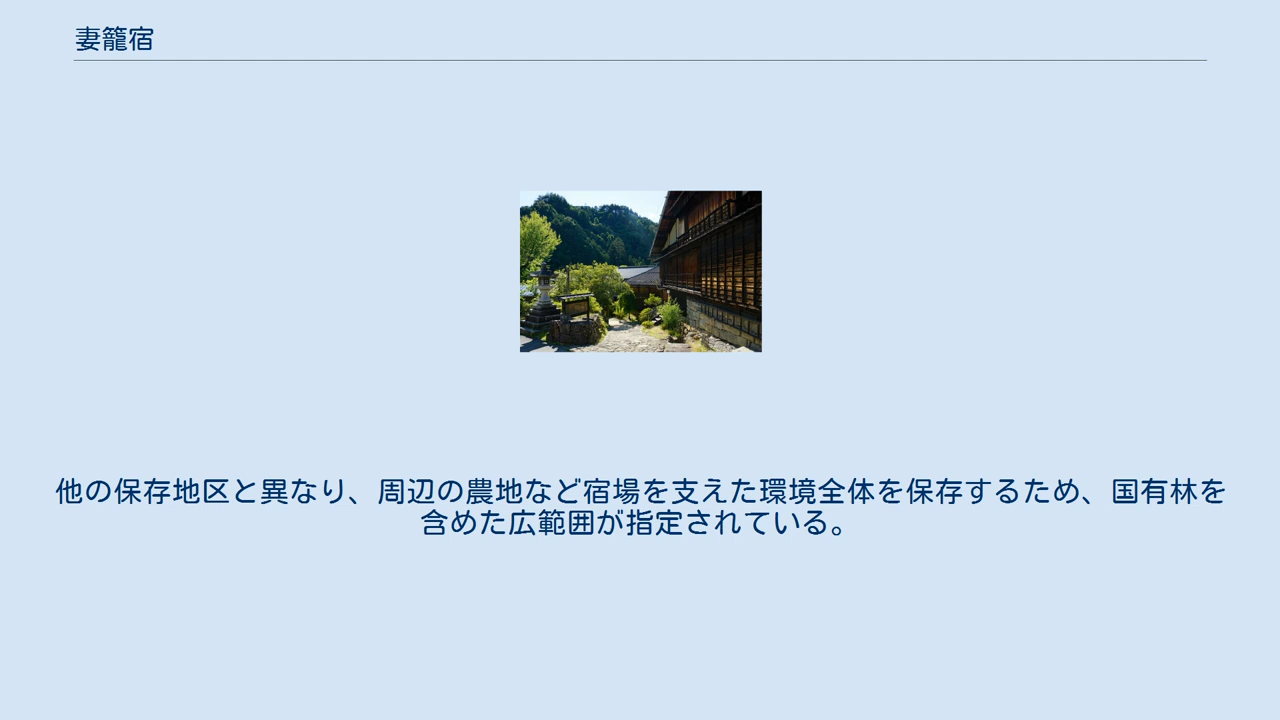 妻籠宿
他の保存地区と異なり、周辺の農地など宿場を支えた環境全体を保存するため、国有林を
含めた広範囲が指定されている。